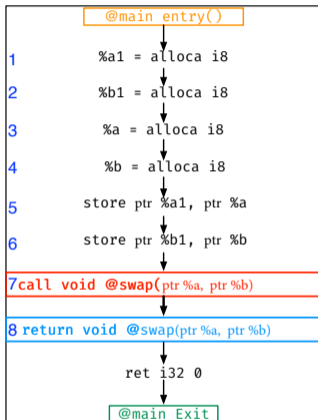 @main entry()
1 %a1 = alloca i8
2 %b1 = alloca i8
3 %a = alloca i8
4 %b = alloca i8
5 store ptr %a1, ptr %a
6 store ptr %b1, ptr %b
7 call void @swap(ptr %a, ptr %b)
8 return void @swap(ptr %a, ptr %b)
ret i32 0
@main Exit